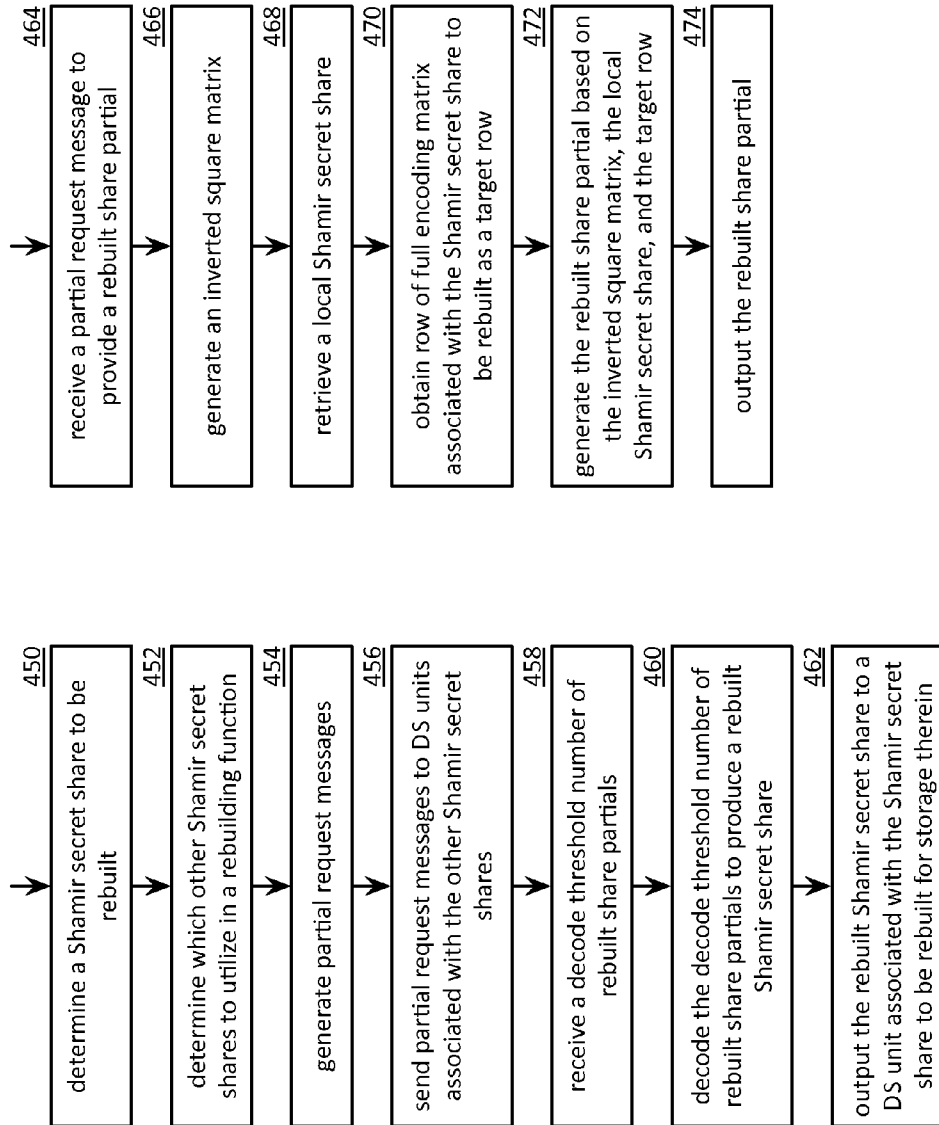 450
determine a Shamir secret share to be
rebuilt
452
determine which other Shamir secret
shares to utilize in a rebuilding function
454
generate partial request messages
456
send partial request messages to DS units
associated with the other Shamir secret
shares
458
receive a decode threshold number of
rebuilt share partials
460
decode the decode threshold number of
rebuilt share partials to produce a rebuilt
Shamir secret share
462
output the rebuilt Shamir secret share to a
DS unit associated with the Shamir secret
share to be rebuilt for storage therein
464
receive a partial request message to
provide a rebuilt share partial
466
generate an inverted square matrix
468
retrieve a local Shamir secret share
470
obtain row of full encoding matrix
associated with the Shamir secret share to
be rebuilt as a target row
472
generate the rebuilt share partial based on
the inverted square matrix, the local
Shamir secret share, and the target row
474
output the rebuilt share partial